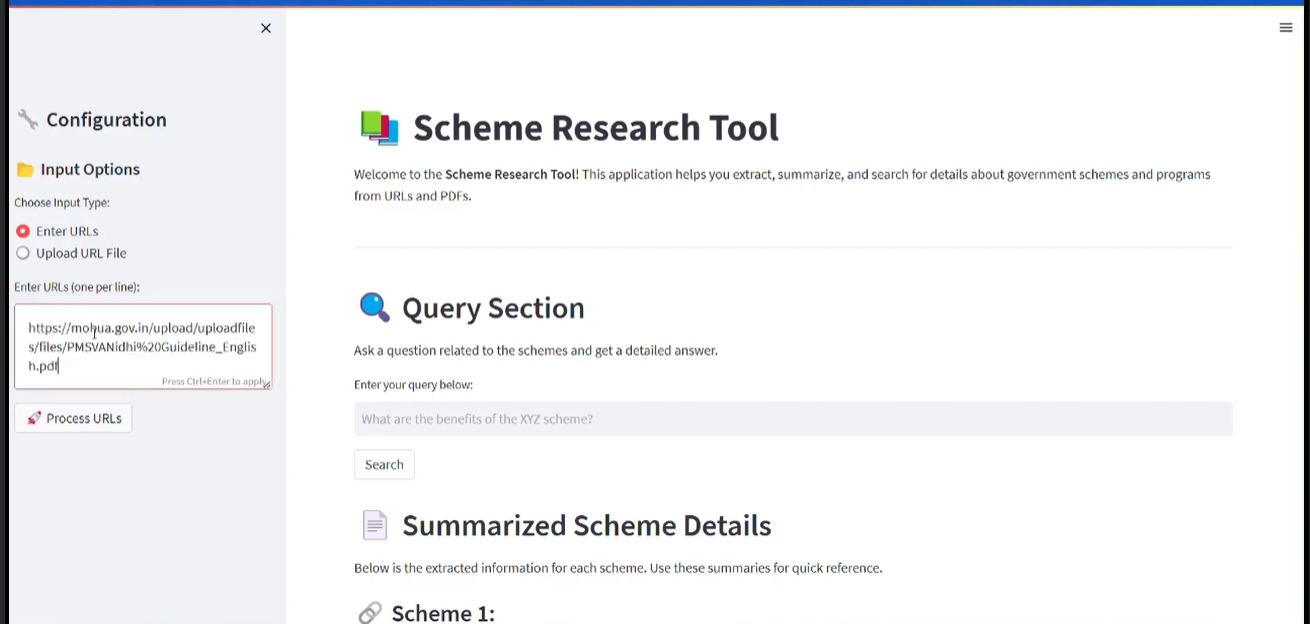 Configuration
Input Options
Choose Input Type:
Enter URLs
Upload URL File
Enter URLs (one per line):
https://mohua.gov.in/upload/uploadfile
s/files/PMSVANidhi%20Guideline_Englis
h.pdf
Press Ctrl+Enter to apply
Process URLs
Scheme Research Tool
Welcome to the Scheme Research Tool! This application helps you extract, summarize, and search for details about government schemes and programs
from URLs and PDFs.
Query Section
Ask a question related to the schemes and get a detailed answer.
Enter your query below:
What are the benefits of the XYZ scheme?
Search
Summarized Scheme Details
Below is the extracted information for each scheme. Use these summaries for quick reference.
Scheme 1: